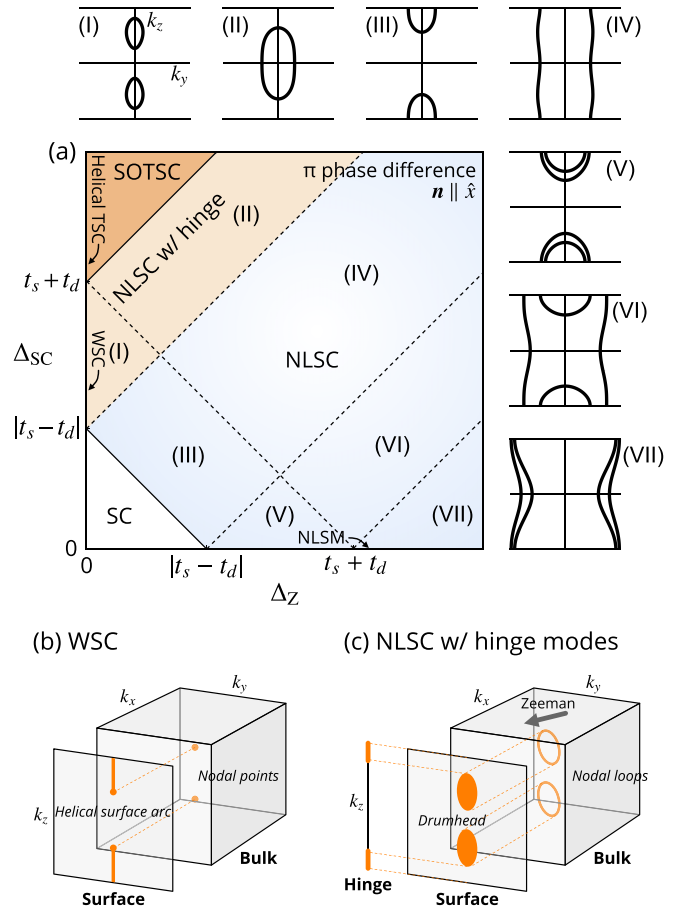 (I)
k_z
k_y
(II)
(III)
(IV)
(a)
SOTSC
Helical TSC
NLSC w/ hinge
(II)
π phase difference
n ∥ x̂
(V)
t_s + t_d
(IV)
WSC
(I)
Δ_SC
NLSC
(VI)
|t_s − t_d|
(III)
(VI)
SC
(V)
(VII)
NLSM
(VII)
0
0
|t_s − t_d|
t_s + t_d
Δ_Z
(b) WSC
(c) NLSC w/ hinge modes
k_x
k_y
k_z
Nodal points
Helical surface arc
Bulk
Surface
k_x
k_y
Zeeman
k_z
Nodal loops
Drumhead
Bulk
Hinge
Surface